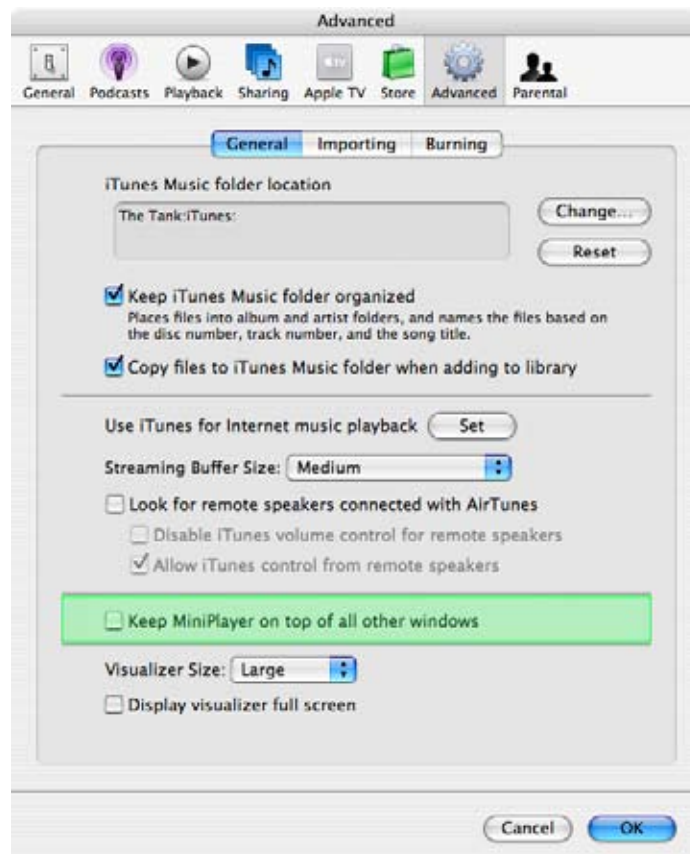 Advanced
General Podcasts Playback Sharing Apple TV Store Advanced Parental
General Importing Burning
iTunes Music folder location
The Tank:iTunes:
Change...
Reset
Keep iTunes Music folder organized
Places files into album and artist folders, and names the files based on
the disc number, track number, and the song title.
Copy files to iTunes Music folder when adding to library
Use iTunes for Internet music playback Set
Streaming Buffer Size: Medium
Look for remote speakers connected with AirTunes
Disable iTunes volume control for remote speakers
Allow iTunes control from remote speakers
Keep MiniPlayer on top of all other windows
Visualizer Size: Large
Display visualizer full screen
Cancel OK